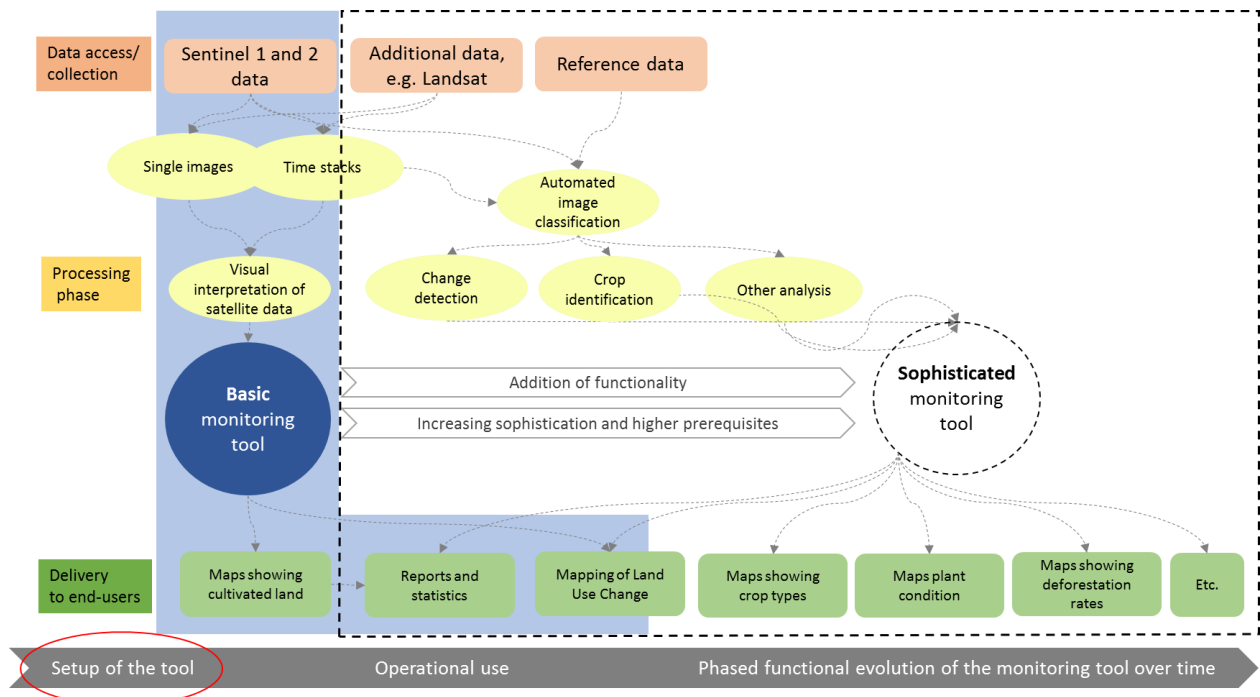 Data access/
collection
Sentinel 1 and 2
data
Additional data,
e.g. Landsat
Reference data
Single images
Time stacks
Automated
image
classification
Processing
phase
Visual
interpretation of
satellite data
Change
detection
Crop
identification
Other analysis
Basic
monitoring
tool
Addition of functionality
Increasing sophistication and higher prerequisites
Sophisticated
monitoring
tool
Delivery
to end-users
Maps showing
cultivated land
Reports and
statistics
Mapping of Land
Use Change
Maps showing
crop types
Maps plant
condition
Maps showing
deforestation
rates
Etc.
Setup of the tool
Operational use
Phased functional evolution of the monitoring tool over time